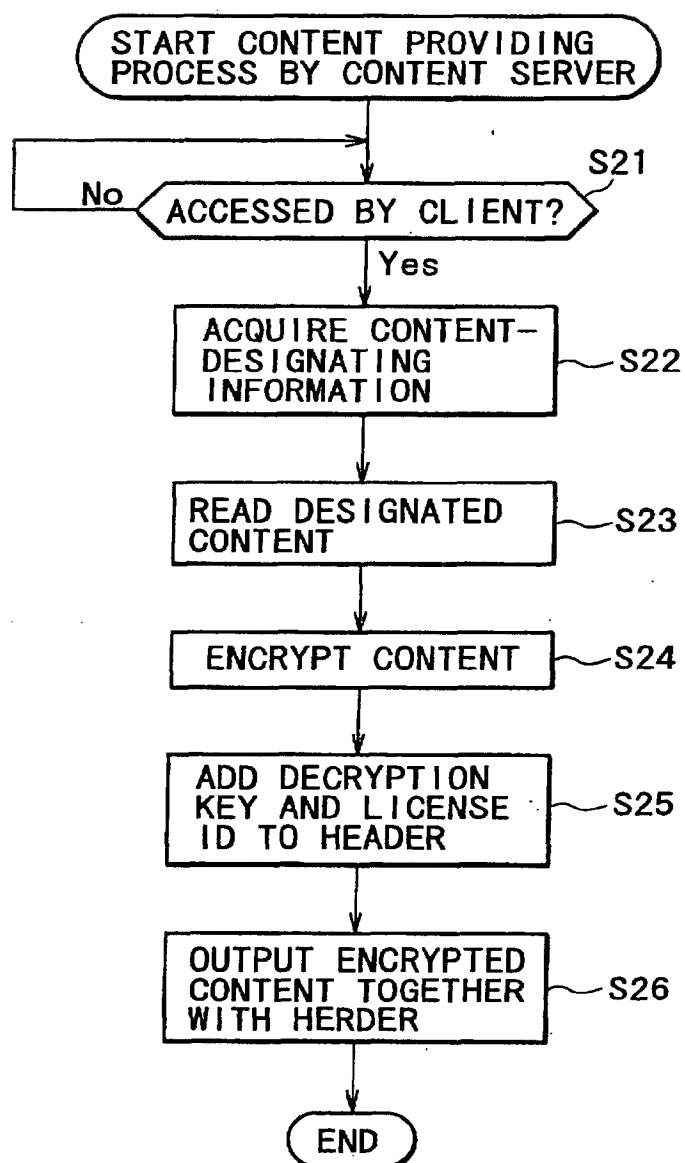 START CONTENT PROVIDING
PROCESS BY CONTENT SERVER
S21
No
ACCESSED BY CLIENT?
Yes
ACQUIRE CONTENT-
DESIGNATING
INFORMATION
S22
READ DESIGNATED
CONTENT
S23
ENCRYPT CONTENT
S24
ADD DECRYPTION
KEY AND LICENSE
ID TO HEADER
S25
OUTPUT ENCRYPTED
CONTENT TOGETHER
WITH HERDER
S26
END